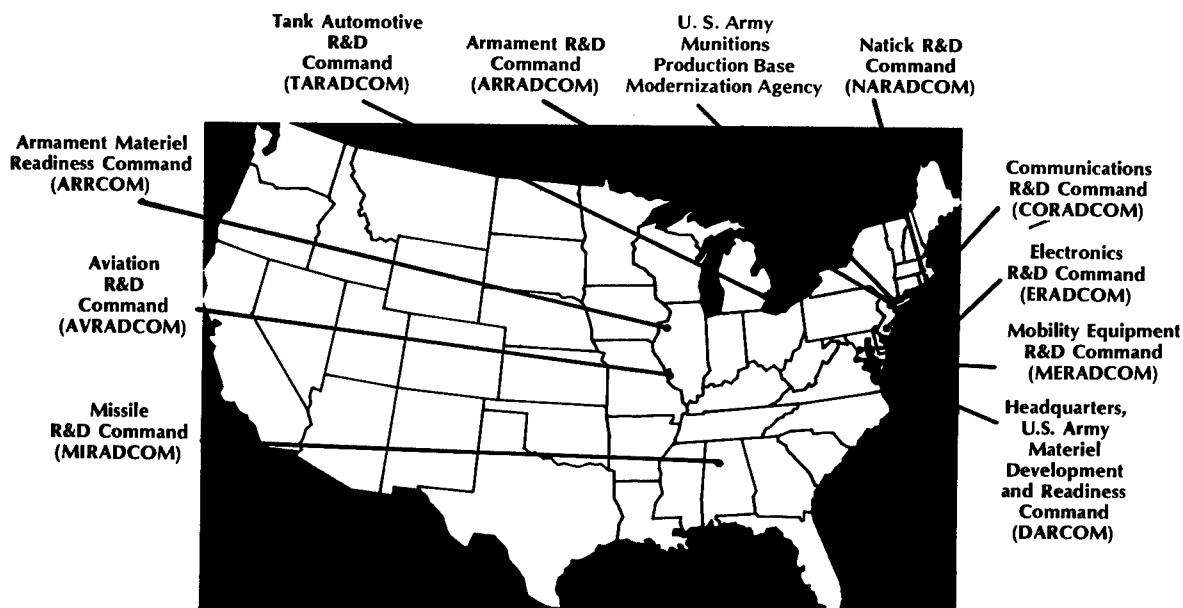 Tank Automotive
R&D
Command
(TARADCOM)
Armament R&D
Command
(ARRADCOM)
U. S. Army
Munitions
Production Base
Modernization Agency
Natick R&D
Command
(NARADCOM)
Armament Materiel
Readiness Command
(ARRCOM)
Aviation
R&D
Command
(AVRADCOM)
Missile
R&D Command
(MIRADCOM)
Communications
R&D Command
(CORADCOM)
Electronics
R&D Command
(ERADCOM)
Mobility Equipment
R&D Command
(MERADCOM)
Headquarters,
U.S. Army
Materiel
Development
and Readiness
Command
(DARCOM)